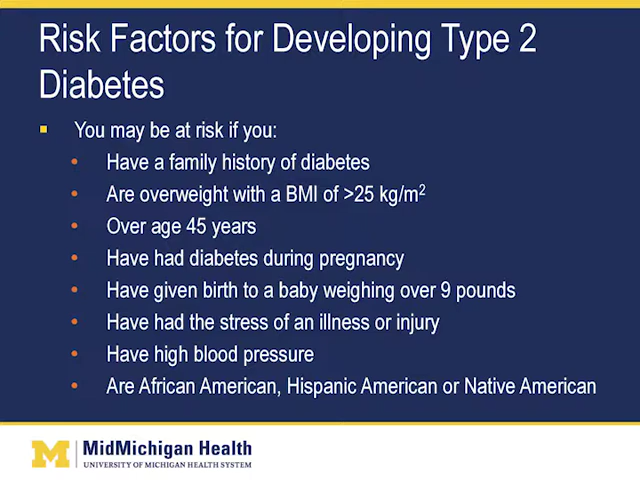 Risk Factors for Developing Type 2
Diabetes
You may be at risk if you:
Have a family history of diabetes
Are overweight with a BMI of >25 kg/m²
Over age 45 years
Have had diabetes during pregnancy
Have given birth to a baby weighing over 9 pounds
Have had the stress of an illness or injury
Have high blood pressure
Are African American, Hispanic American or Native American
M
MidMichigan Health
UNIVERSITY OF MICHIGAN HEALTH SYSTEM